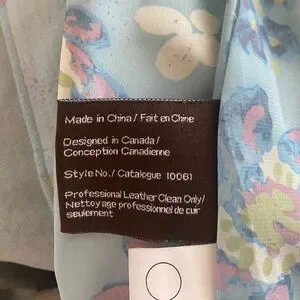 Made in China / Fait en Chine
Designed in Canada /
Conception Canadienne
Style No./ Catalogue 10061
Professional Leather Clean Only/
Nettoyage professionnel de cuir
seulement